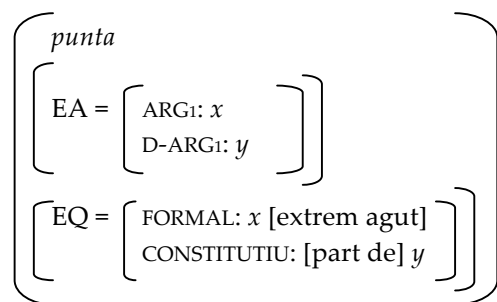 punta
EA = ARG1: x
D-ARG1: y
EQ = FORMAL: x [extrem agut]
CONSTITUTIU: [part de] y